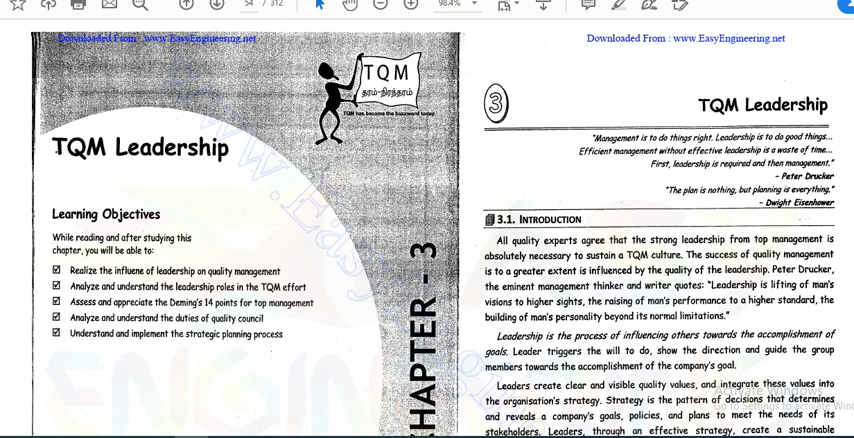 54 / 312
98.4%
Downloaded From : www.EasyEngineering.net
TQM
தரம்-நிரந்தரம்
TQM has become the buzzword today
TQM Leadership
Learning Objectives
While reading and after studying this
chapter, you will be able to:
Realize the influene of leadership on quality management
Analyze and understand the leadership roles in the TQM effort
Assess and appreciate the Deming's 14 points for top management
Analyze and understand the duties of quality council
Understand and implement the strategic planning process
CHAPTER - 3
Downloaded From : www.EasyEngineering.net
3
TQM Leadership
"Management is to do things right. Leadership is to do good things...
Efficient management without effective leadership is a waste of time...
First, leadership is required and then management."
– Peter Drucker
"The plan is nothing, but planning is everything."
– Dwight Eisenhower
3.1. INTRODUCTION
All quality experts agree that the strong leadership from top management is
absolutely necessary to sustain a TQM culture. The success of quality management
is to a greater extent is influenced by the quality of the leadership. Peter Drucker,
the eminent management thinker and writer quotes: "Leadership is lifting of man's
visions to higher sights, the raising of man's performance to a higher standard, the
building of man's personality beyond its normal limitations."
Leadership is the process of influencing others towards the accomplishment of
goals. Leader triggers the will to do, show the direction and guide the group
members towards the accomplishment of the company's goal.
Leaders create clear and visible quality values, and integrate these values into
the organisation's strategy. Strategy is the pattern of decisions that determines
and reveals a company's goals, policies, and plans to meet the needs of its
stakeholders. Leaders, through an effective strategy, create a sustainable
Activate Windows
Go to Settings to activate Win